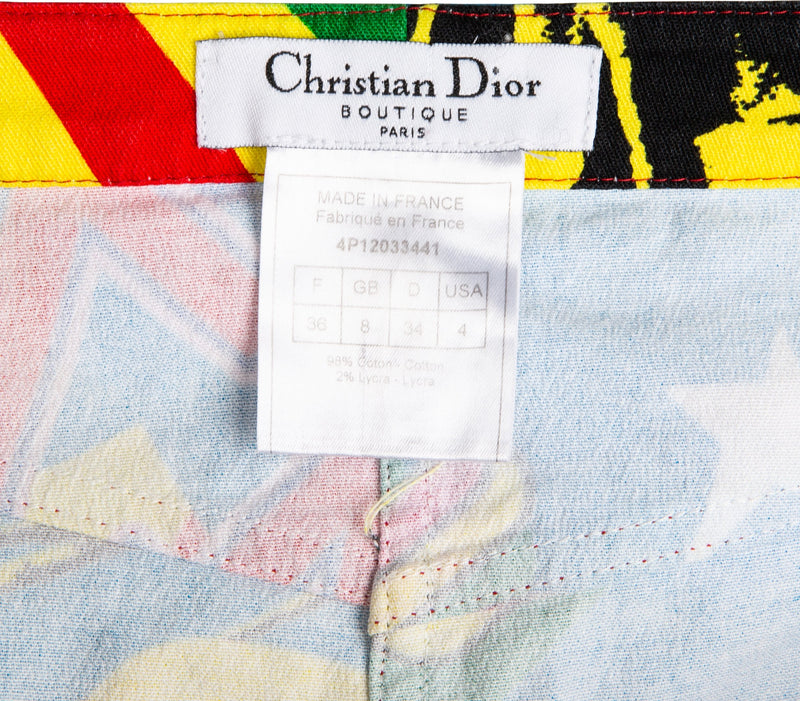 Christian Dior
BOUTIQUE
PARIS
MADE IN FRANCE
Fabriqué en France
4P12033441
F GB D USA
36 8 34 4
98% Coton - Cotton
2% Lycra - Lycra